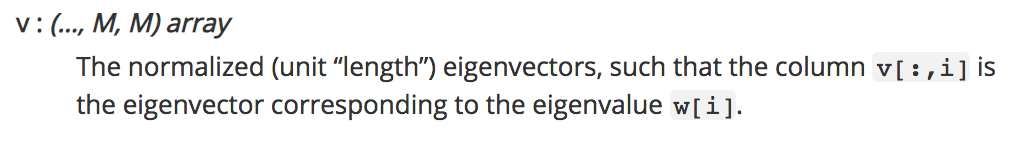 v : (..., M, M) array
The normalized (unit “length”) eigenvectors, such that the column v[:,i] is
the eigenvector corresponding to the eigenvalue w[i].